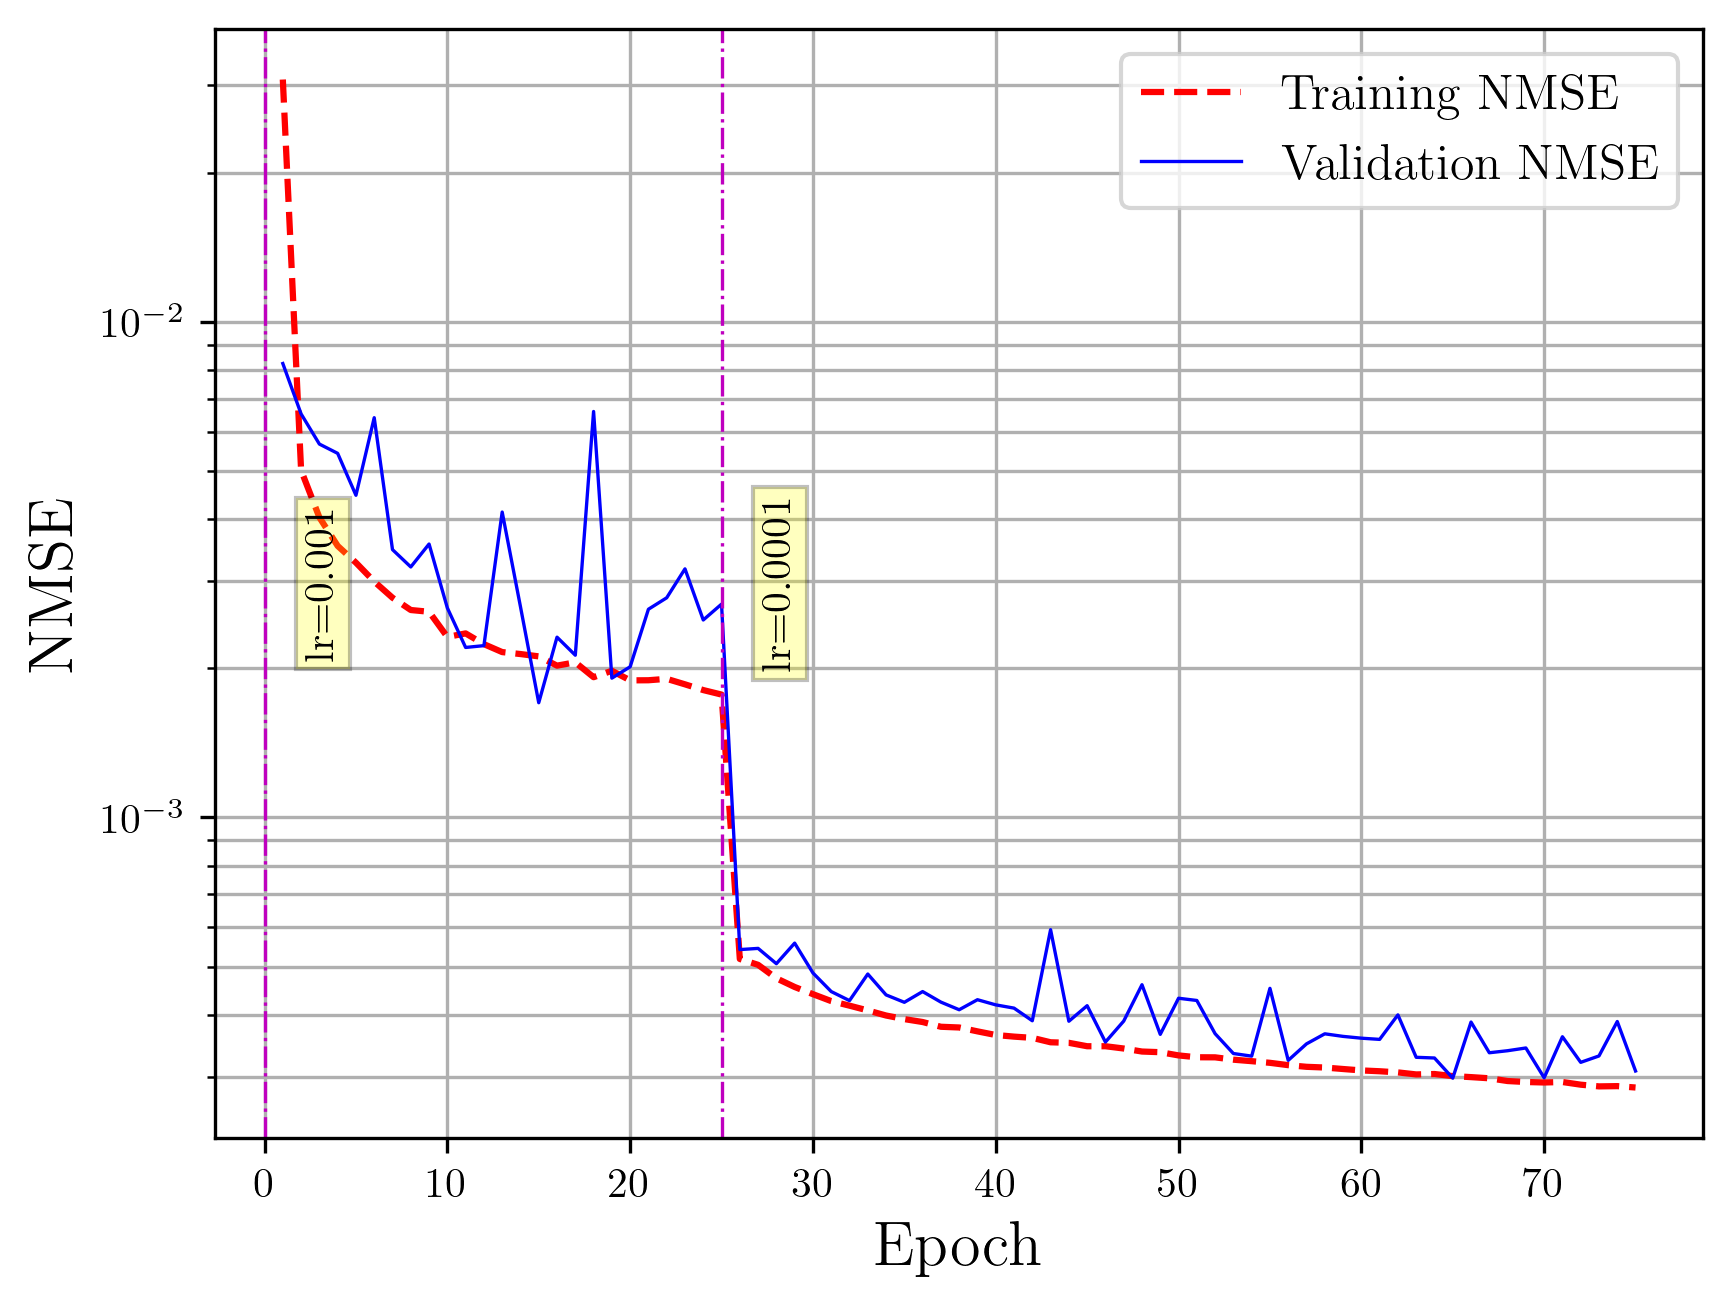 Training NMSE
Validation NMSE
NMSE
10⁻²
10⁻³
lr=0.001
lr=0.0001
0 10 20 30 40 50 60 70
Epoch